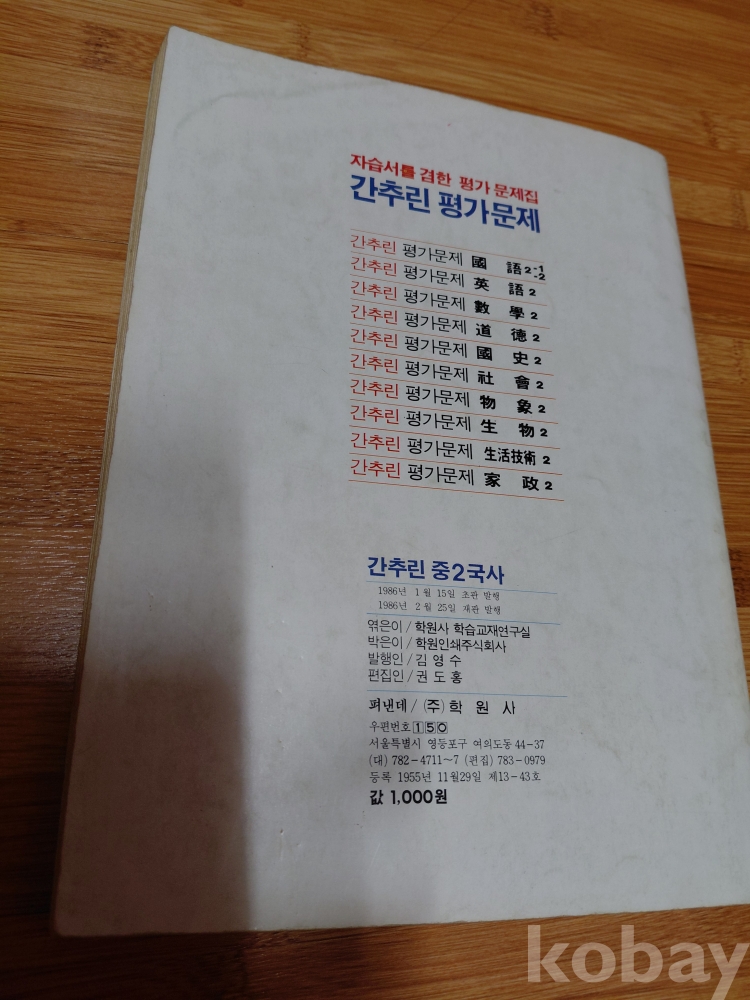 자습서를 겸한 평가 문제집
간추린 평가문제
간추린 평가문제 國 語 2-1 -2
간추린 평가문제 英 語 2
간추린 평가문제 數 學 2
간추린 평가문제 道 德 2
간추린 평가문제 國 史 2
간추린 평가문제 社 會 2
간추린 평가문제 物 象 2
간추린 평가문제 生 物 2
간추린 평가문제 生活技術 2
간추린 평가문제 家 政 2
간추린 중2국사
1986년 1월 15일 초판 발행
1986년 2월 25일 재판 발행
엮은이 / 학원사 학습교재연구실
박은이 / 학원인쇄주식회사
발행인 / 김 영 수
편집인 / 권 도 홍
펴낸데 / (주) 학 원 사
우편번호 150
서울특별시 영등포구 여의도동 44-37
(대) 782-4711~7 (편집) 783-0979
등록 1955년 11월29일 제13-43호
값 1,000원
kobay